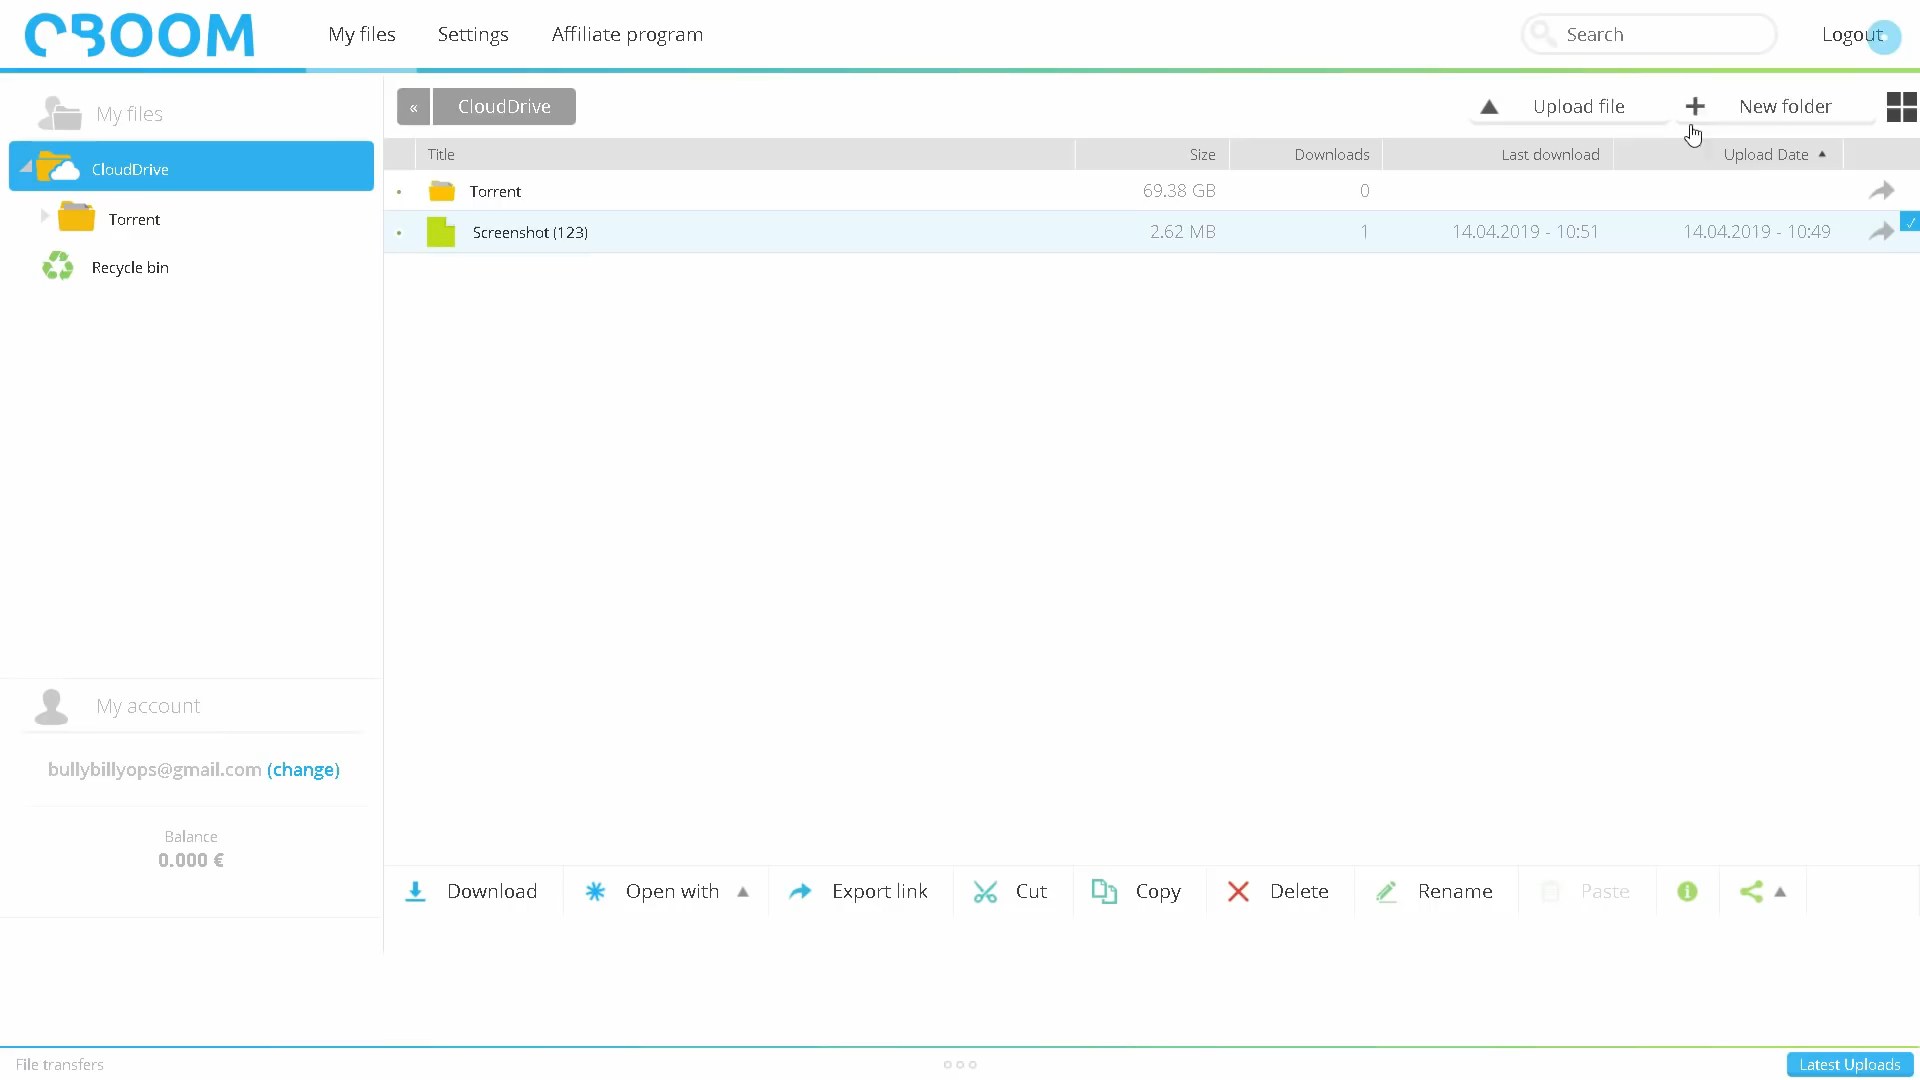 CBOOM My files Settings Affiliate program Search Logout
My files
CloudDrive
Torrent
Recycle bin
« CloudDrive Upload file New folder
Title Size Downloads Last download Upload Date
Torrent 69.38 GB 0
Screenshot (123) 2.62 MB 1 14.04.2019 - 10:51 14.04.2019 - 10:49
My account
bullybillyops@gmail.com (change)
Balance
0.000 €
Download Open with Export link Cut Copy Delete Rename Paste
File transfers Latest Uploads